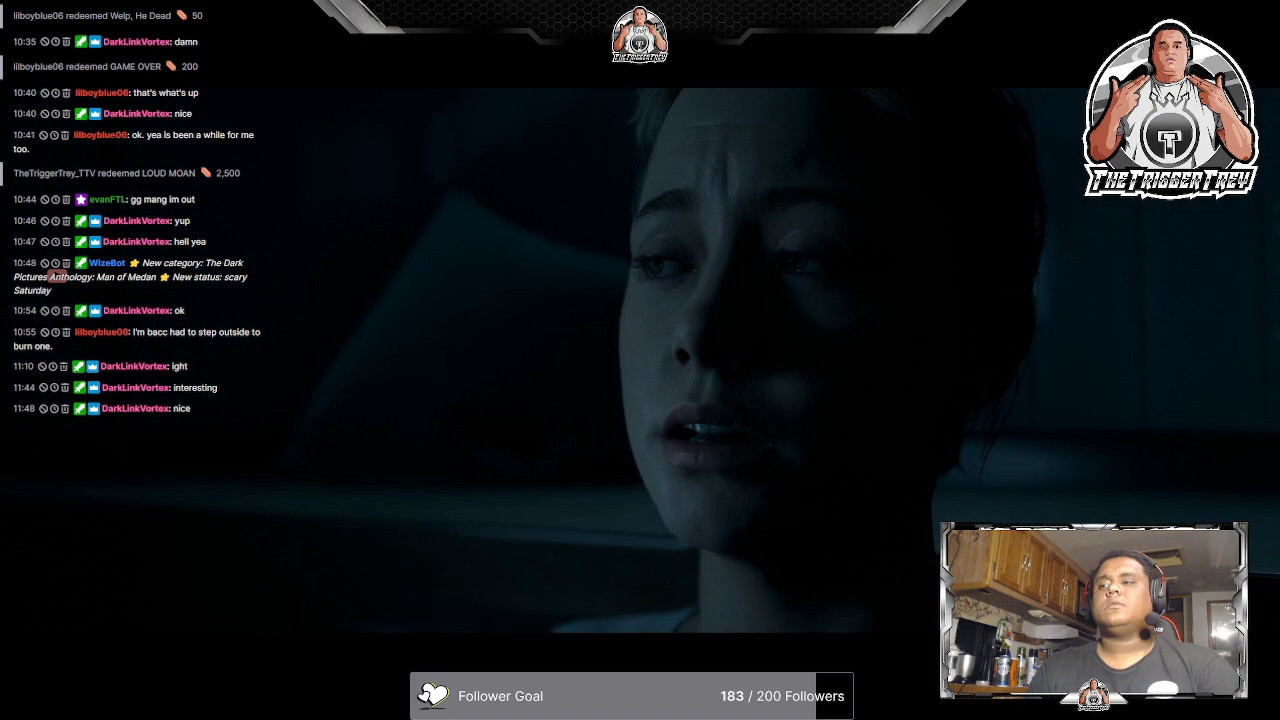 lilboyblue06 redeemed Welp, He Dead 50
10:35 DarkLinkVortex: damn
lilboyblue06 redeemed GAME OVER 200
10:40 lilboyblue06: that's what's up
10:40 DarkLinkVortex: nice
10:41 lilboyblue06: ok. yea is been a while for me
too.
TheTriggerTrey_TTV redeemed LOUD MOAN 2,500
10:44 evanFTL: gg mang im out
10:46 DarkLinkVortex: yup
10:47 DarkLinkVortex: hell yea
10:48 WizeBot ⭐ New category: The Dark
Pictures Anthology: Man of Medan ⭐ New status: scary
Saturday
10:54 DarkLinkVortex: ok
10:55 lilboyblue06: I'm bacc had to step outside to
burn one.
11:10 DarkLinkVortex: ight
11:44 DarkLinkVortex: interesting
11:48 DarkLinkVortex: nice
THETRIGGERTREY
T
THETRIGGERTREY
Follower Goal 183 / 200 Followers